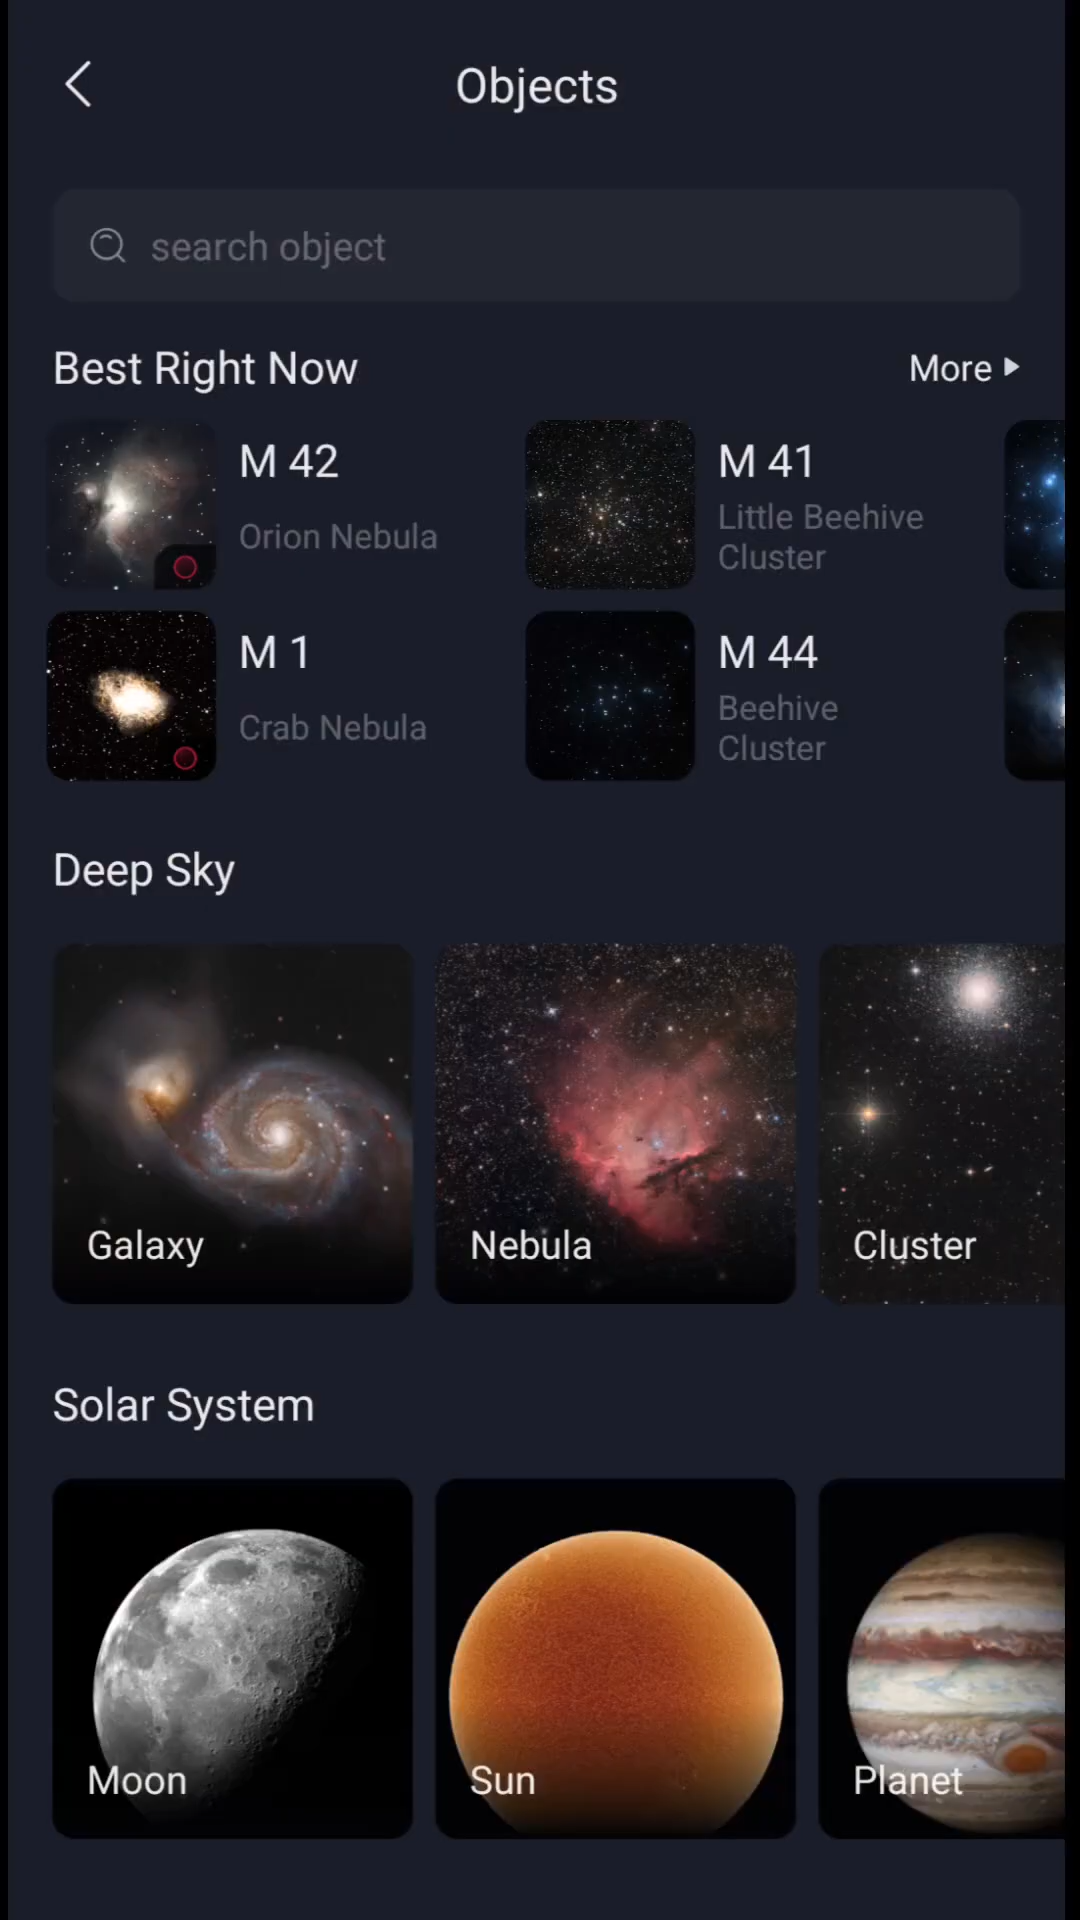 Objects
search object
Best Right Now
More
M 42
Orion Nebula
M 41
Little Beehive
Cluster
M 1
Crab Nebula
M 44
Beehive
Cluster
Deep Sky
Galaxy
Nebula
Cluster
Solar System
Moon
Sun
Planet